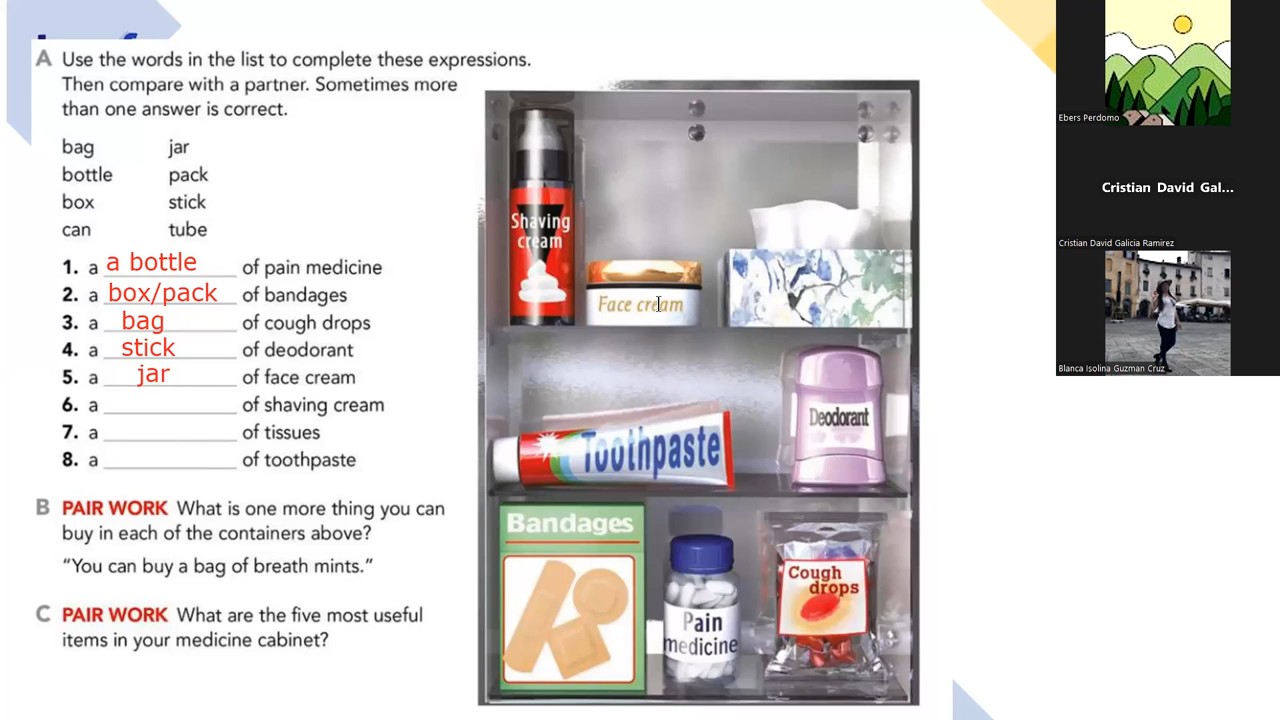 A Use the words in the list to complete these expressions.
Then compare with a partner. Sometimes more
than one answer is correct.
bag jar
bottle pack
box stick
can tube
1. a a bottle of pain medicine
2. a box/pack of bandages
3. a bag of cough drops
4. a stick of deodorant
5. a jar of face cream
6. a ____________ of shaving cream
7. a ____________ of tissues
8. a ____________ of toothpaste
B PAIR WORK What is one more thing you can
buy in each of the containers above?
“You can buy a bag of breath mints.”
C PAIR WORK What are the five most useful
items in your medicine cabinet?
Shaving
cream
Face cream
Toothpaste
Deodorant
Bandages
Pain
medicine
Cough
drops
Ebers Perdomo
Cristian David Gal...
Cristian David Galicia Ramirez
Blanca Isolina Guzman Cruz